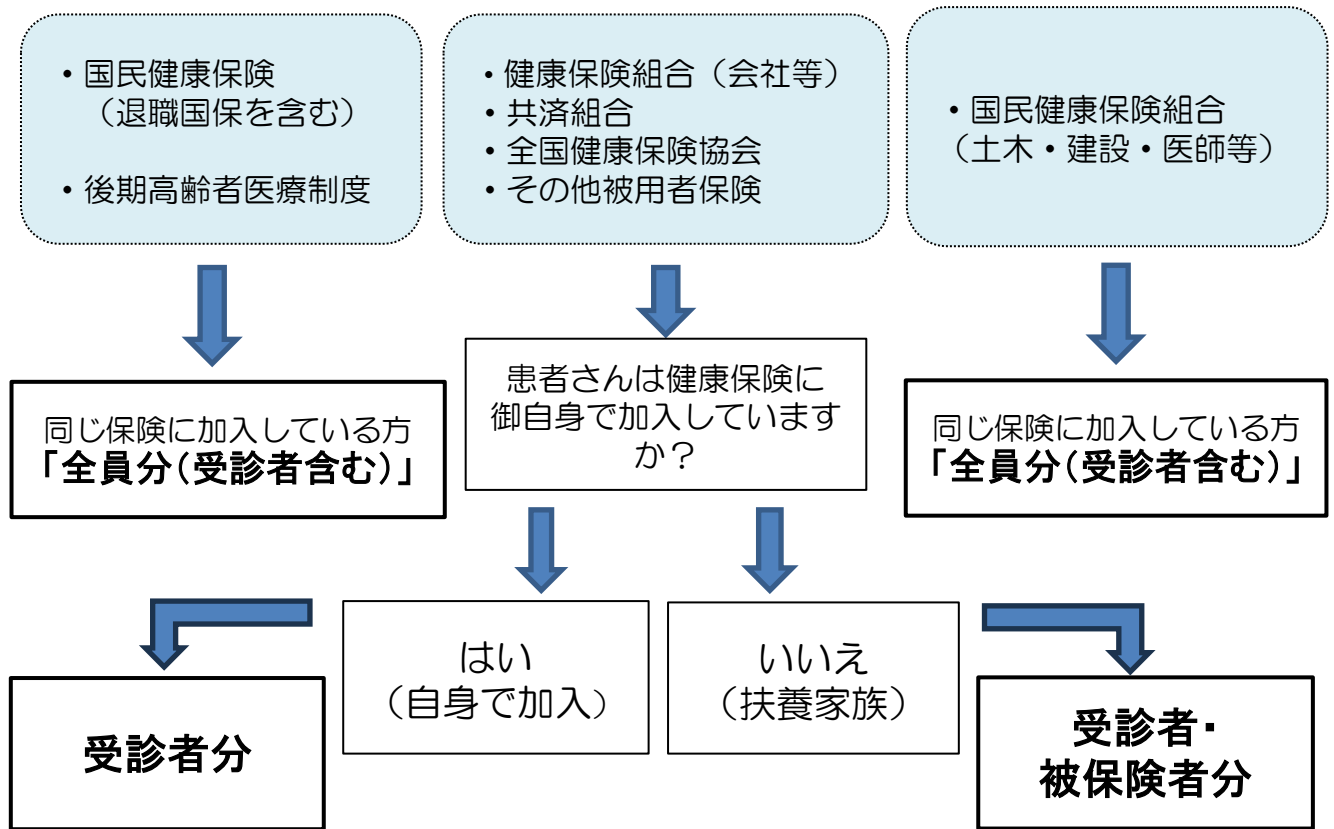 ・国民健康保険
（退職国保を含む）
・後期高齢者医療制度
・健康保険組合（会社等）
・共済組合
・全国健康保険協会
・その他被用者保険
・国民健康保険組合
（土木・建設・医師等）
同じ保険に加入している方
「全員分（受診者含む）」
患者さんは健康保険に
御自身で加入しています
か？
同じ保険に加入している方
「全員分（受診者含む）」
はい
（自身で加入）
いいえ
（扶養家族）
受診者分
受診者・
被保険者分